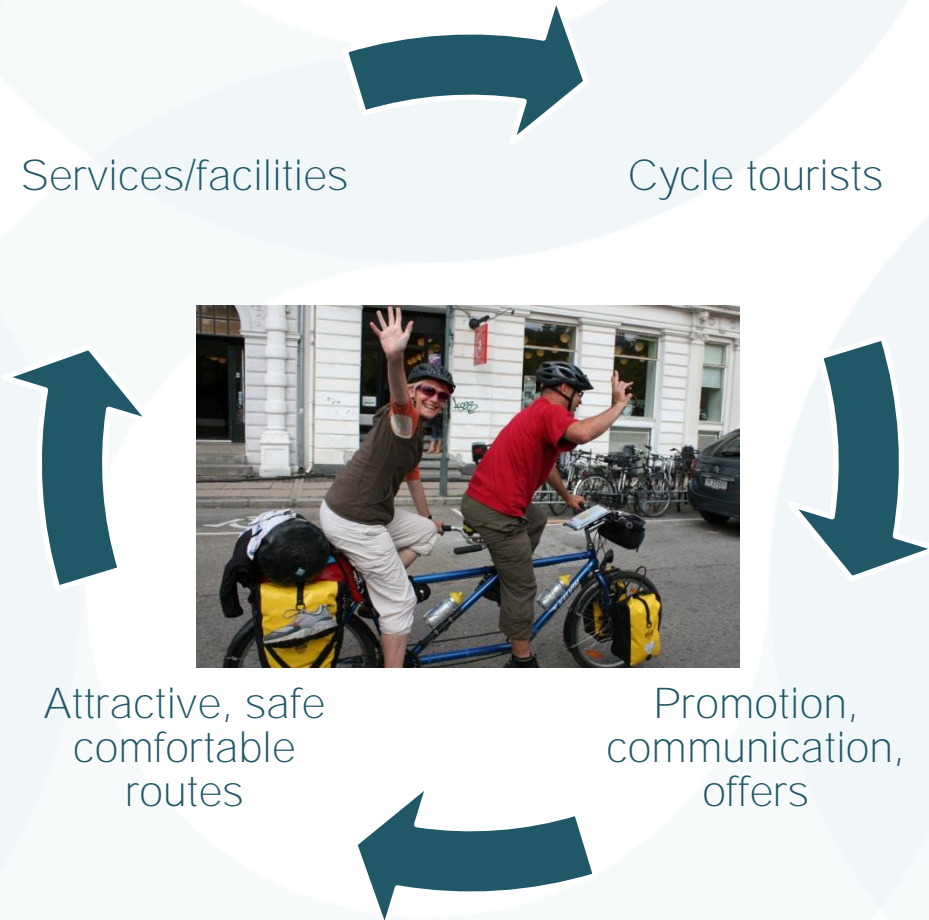 Services/facilities
Cycle tourists
Attractive, safe
comfortable
routes
Promotion,
communication,
offers